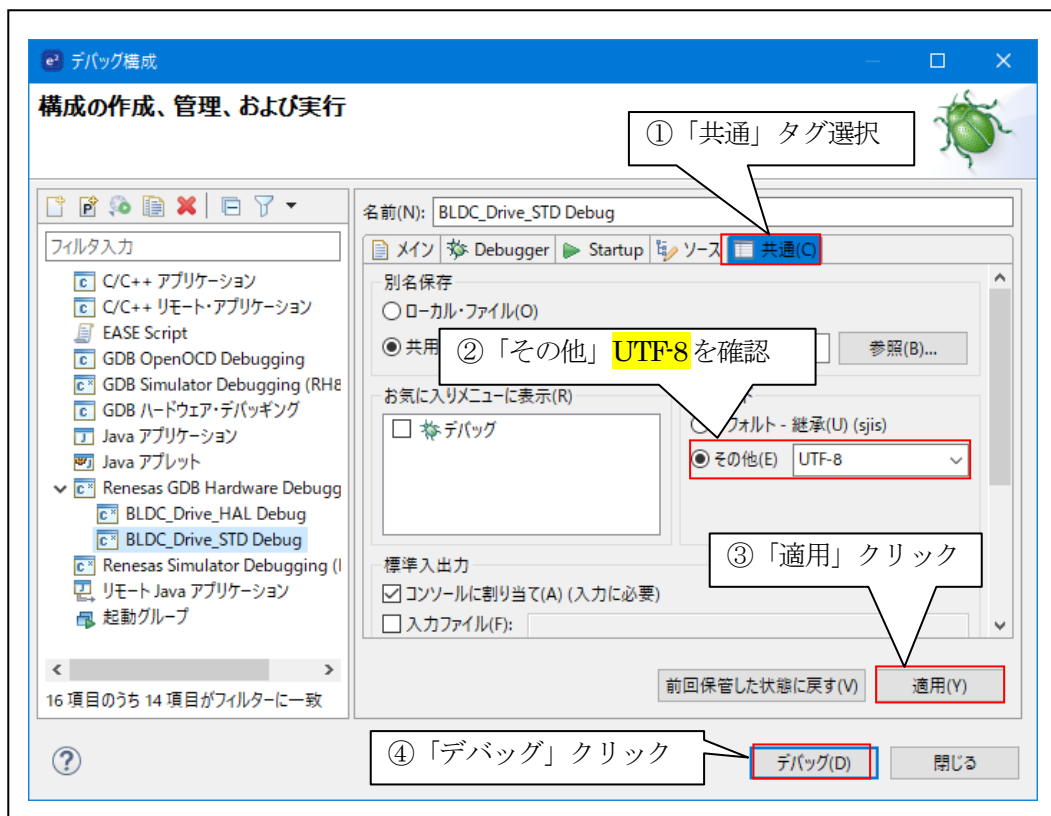 e² デバッグ構成
構成の作成、管理、および実行
①「共通」タグ選択
名前(N): BLDC_Drive_STD Debug
フィルタ入力
C/C++ アプリケーション
C/C++ リモート・アプリケーション
EASE Script
GDB OpenOCD Debugging
GDB Simulator Debugging (RH8
GDB ハードウェア・デバッギング
Java アプリケーション
Java アプレット
Renesas GDB Hardware Debugg
BLDC_Drive_HAL Debug
BLDC_Drive_STD Debug
Renesas Simulator Debugging (I
リモート Java アプリケーション
起動グループ
16 項目のうち 14 項目がフィルターに一致
メイン Debugger Startup ソース 共通(C)
別名保存
ローカル・ファイル(O)
共用
参照(B)...
②「その他」UTF-8を確認
お気に入りメニューに表示(R)
デバッグ
フォルト - 継承(U) (sjis)
その他(E) UTF-8
③「適用」クリック
標準入出力
コンソールに割り当て(A) (入力に必要)
入力ファイル(F):
前回保管した状態に戻す(V) 適用(Y)
④「デバッグ」クリック
デバッグ(D) 閉じる